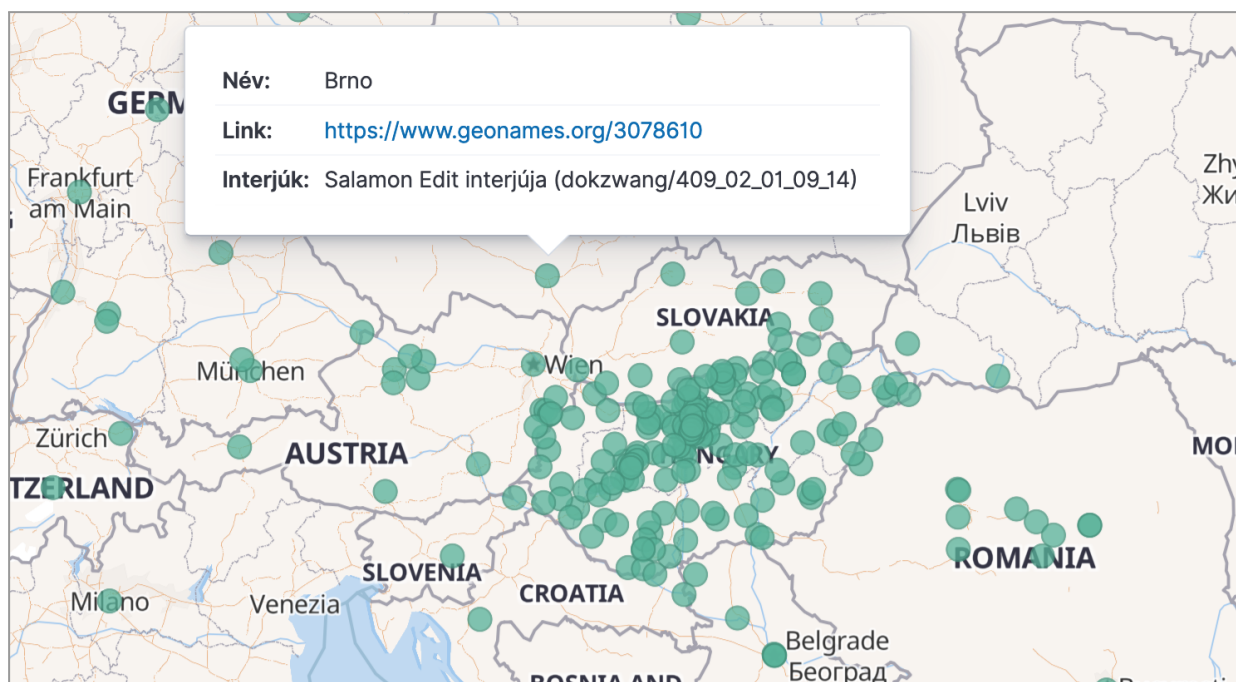 Név: Brno
Link: https://www.geonames.org/3078610
Interjúk: Salamon Edit interjúja (dokzwang/409_02_01_09_14)
GERM
Frankfurt
am Main
Lviv
Львів
Zhy
Жи
SLOVAKIA
Wien
München
Zürich
AUSTRIA
NGARY
MO
TZERLAND
ROMANIA
SLOVENIA
CROATIA
Milano
Venezia
Belgrade
Београд
BOSNIA AND